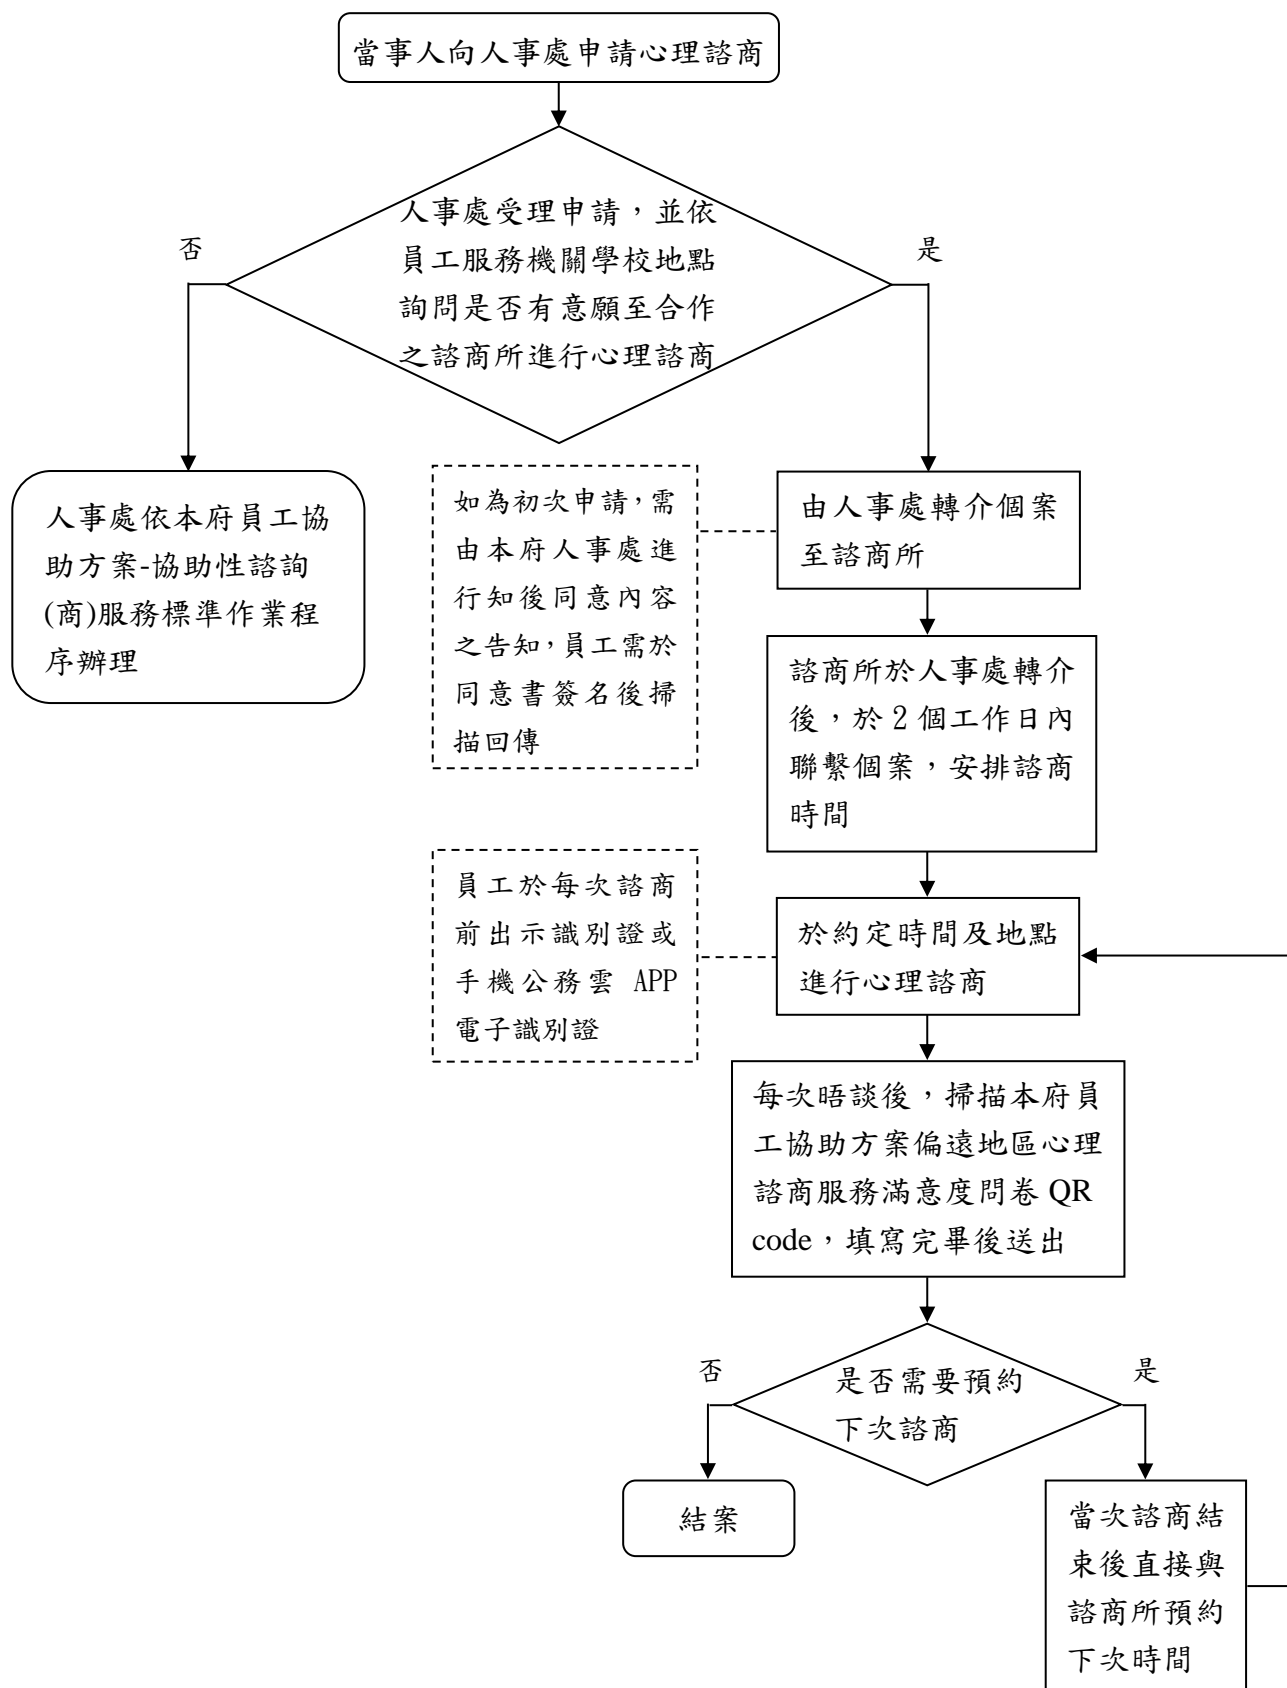 當事人向人事處申請心理諮商
人事處受理申請，並依
員工服務機關學校地點
詢問是否有意願至合作
之諮商所進行心理諮商
否
是
人事處依本府員工協
助方案-協助性諮詢
(商)服務標準作業程
序辦理
如為初次申請，需
由本府人事處進
行知後同意內容
之告知，員工需於
同意書簽名後掃
描回傳
由人事處轉介個案
至諮商所
諮商所於人事處轉介
後，於 2 個工作日內
聯繫個案，安排諮商
時間
員工於每次諮商
前出示識別證或
手機公務雲 APP
電子識別證
於約定時間及地點
進行心理諮商
每次晤談後，掃描本府員
工協助方案偏遠地區心理
諮商服務滿意度問卷 QR
code，填寫完畢後送出
是否需要預約
下次諮商
否
是
結案
當次諮商結
束後直接與
諮商所預約
下次時間